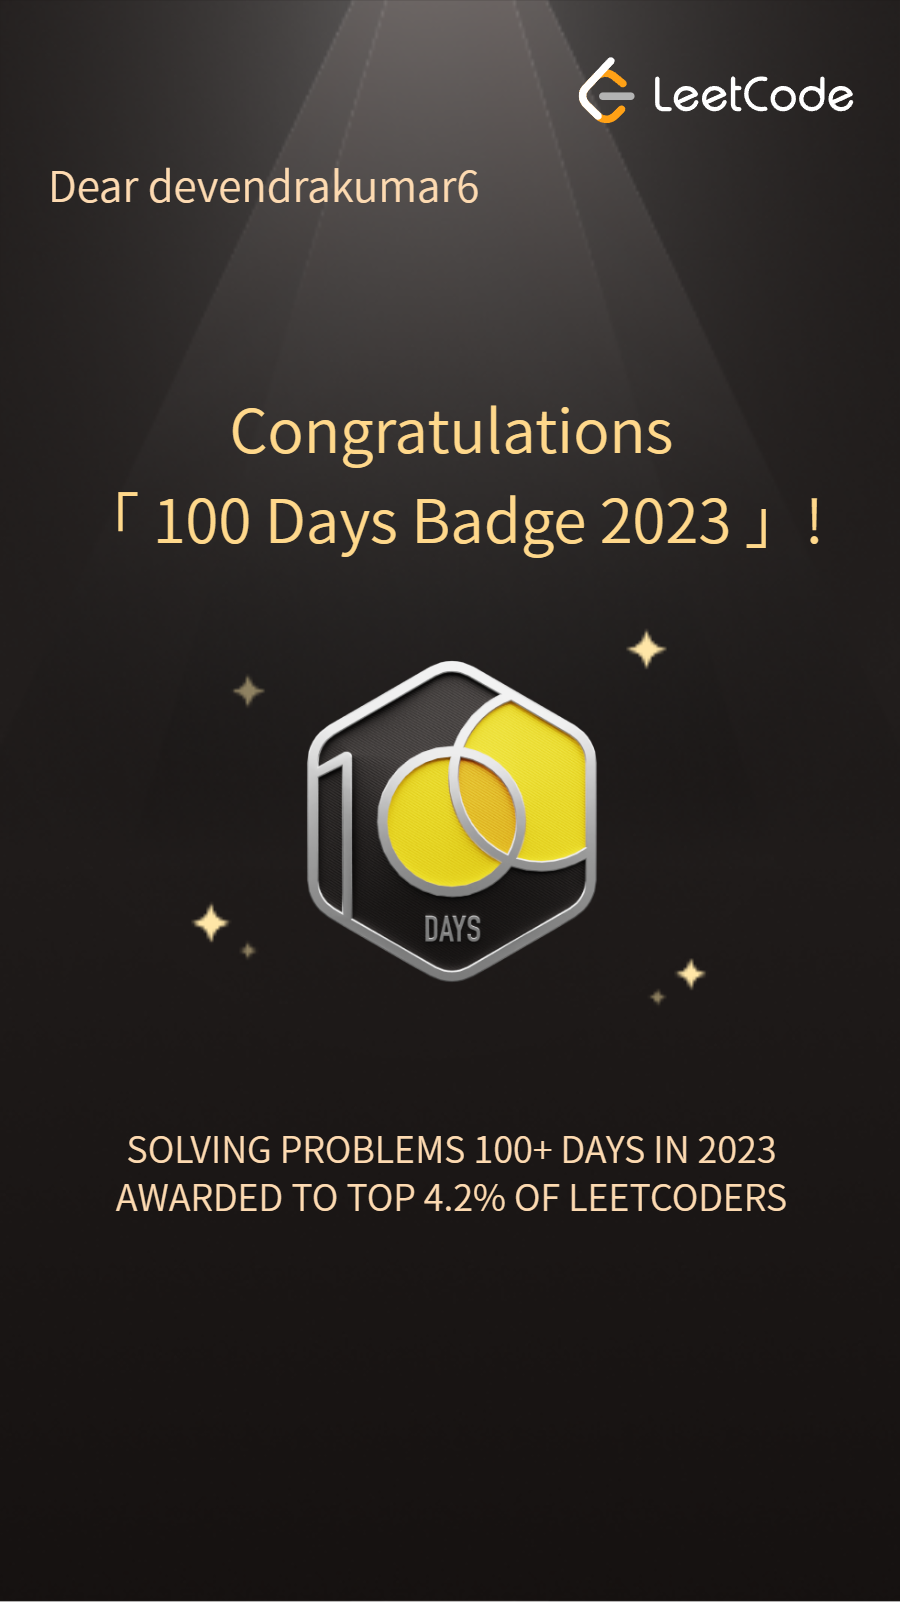 LeetCode
Dear devendrakumar6
Congratulations
「 100 Days Badge 2023 」!
100
DAYS
SOLVING PROBLEMS 100+ DAYS IN 2023
AWARDED TO TOP 4.2% OF LEETCODERS